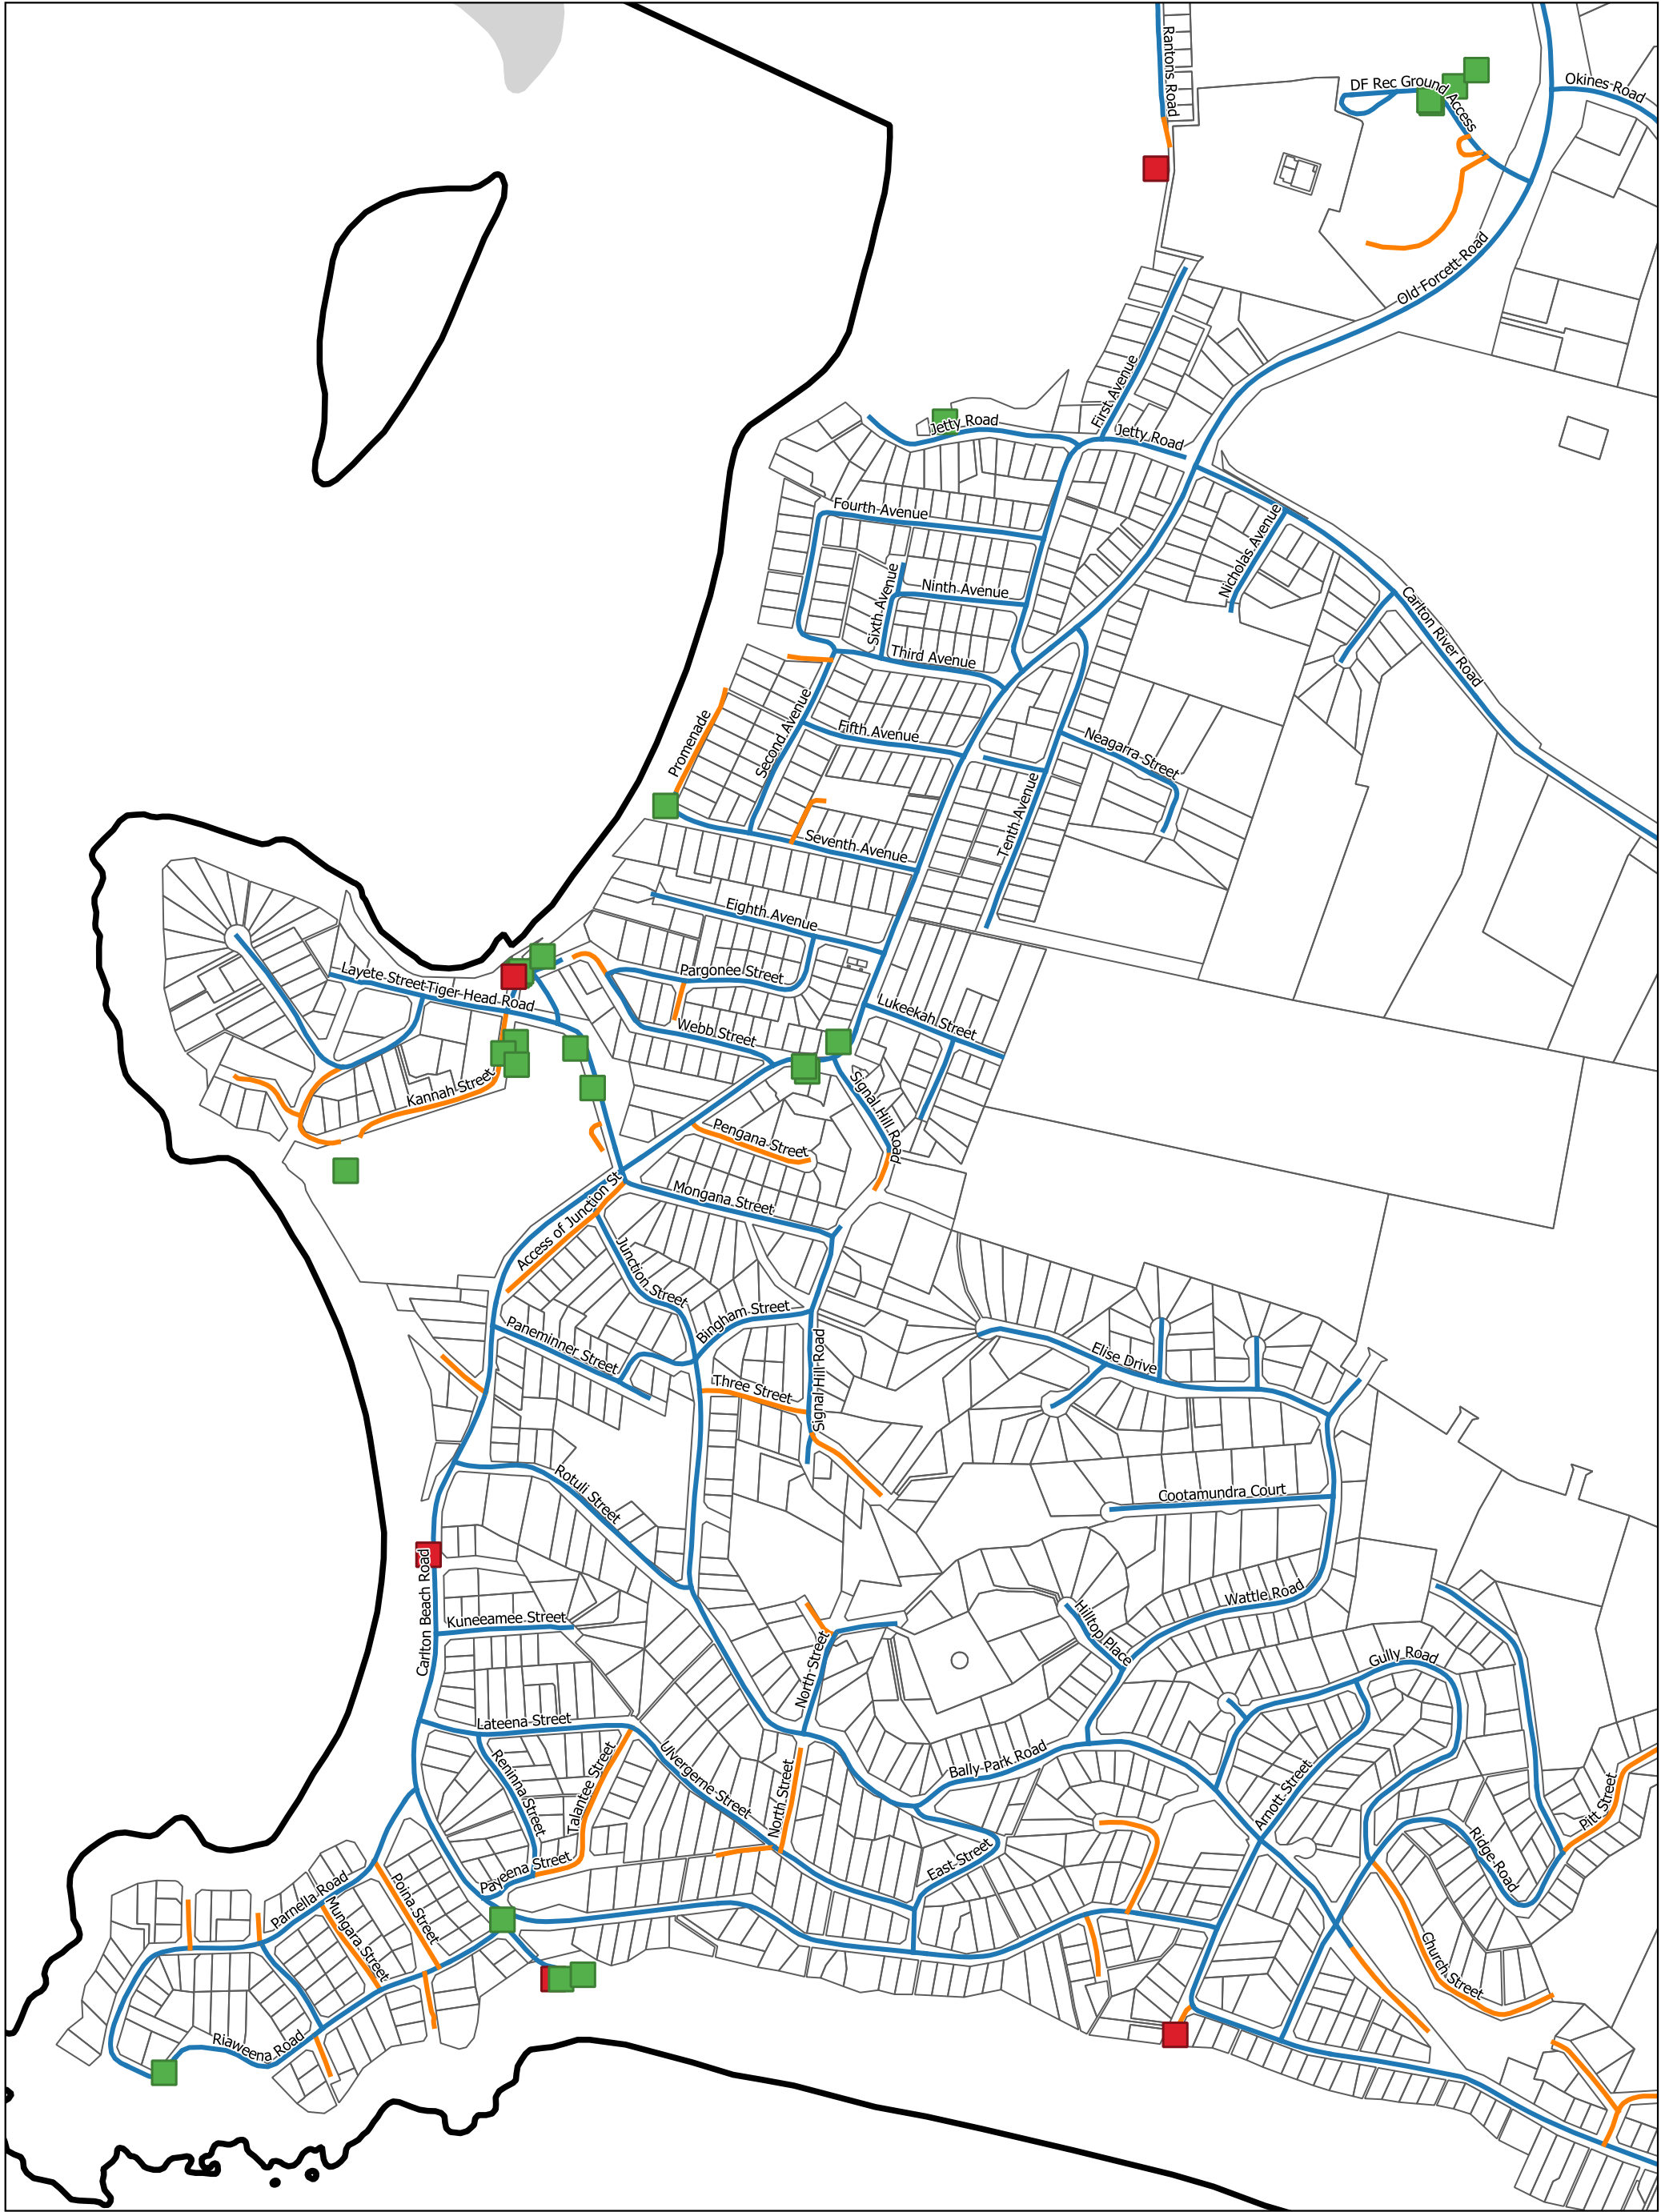 Rantons Road
DF Rec Ground Access
Okines Road
Old Forcett Road
First Avenue
Jetty Road
Jetty Road
Fourth Avenue
Nicholas Avenue
Sixth Avenue
Ninth Avenue
Carlton River Road
Third Avenue
Promenade
Second Avenue
Fifth Avenue
Neagarra Street
Tenth Avenue
Seventh Avenue
Eighth Avenue
Layete Street
Tiger Head Road
Pargonee Street
Lukeekah Street
Webb Street
Kannah Street
Signal Hill Road
Pengana Street
Access of Junction St
Mongana Street
Junction Street
Bingham Street
Paneminner Street
Elise Drive
Three Street
Signal Hill Road
Rotuli Street
Cootamundra Court
Carlton Beach Road
Kuneeamee Street
Wattle Road
Hilltop Place
North Street
Gully Road
Lateena Street
Reninna Street
Talantee Street
Ulvergerne Street
Bally Park Road
North Street
Arnott Street
Pitt Street
Ridge Road
East Street
Payeena Street
Parnella Road
Poina Street
Mungara Street
Church Street
Riaweena Road